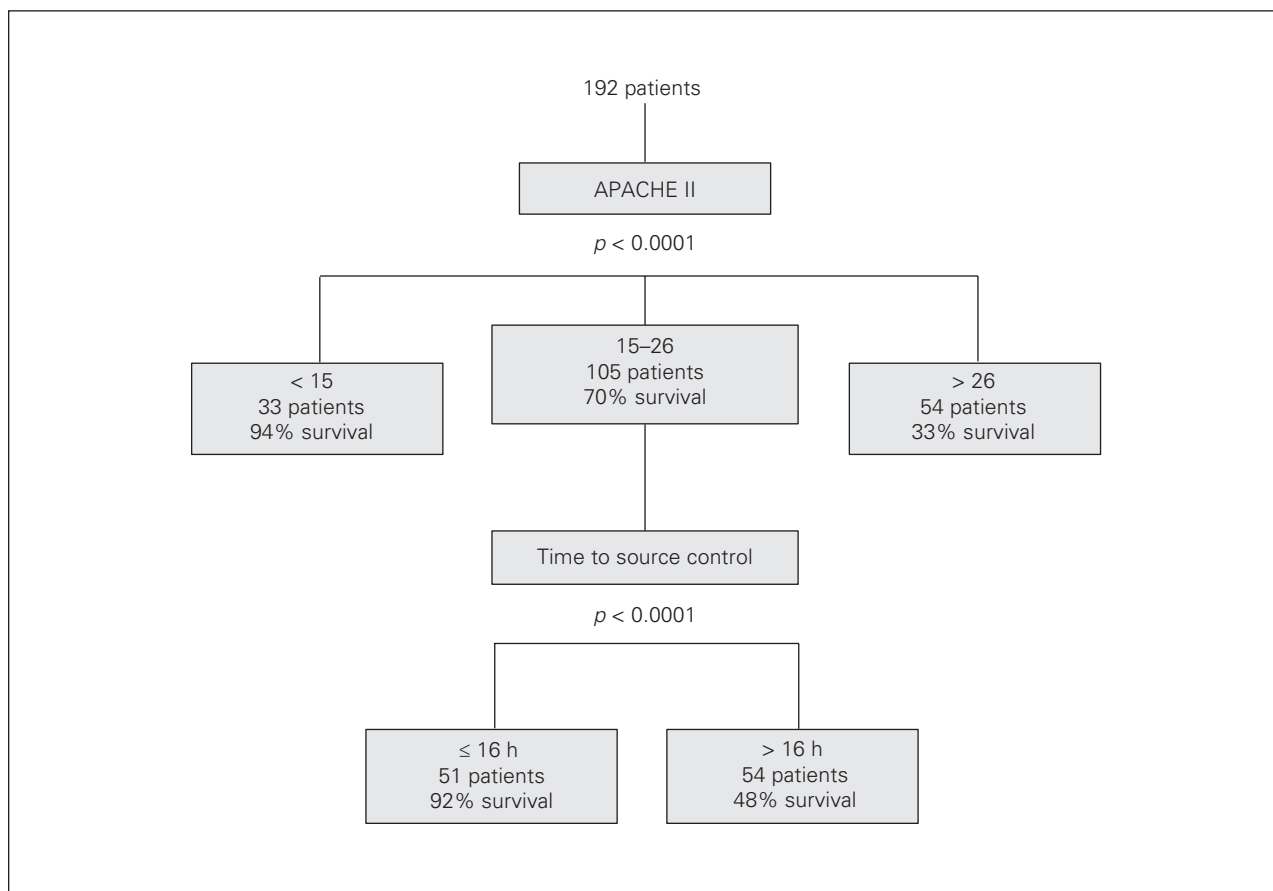 192 patients
APACHE II
p < 0.0001
< 15
33 patients
94% survival
15–26
105 patients
70% survival
> 26
54 patients
33% survival
Time to source control
p < 0.0001
≤ 16 h
51 patients
92% survival
> 16 h
54 patients
48% survival